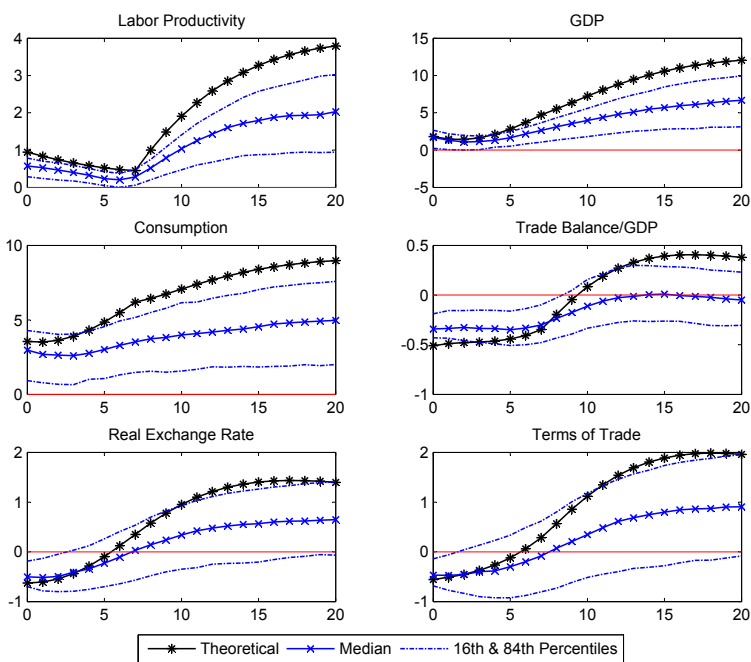 Labor Productivity
4
3
2
1
0
0 5 10 15 20
GDP
15
10
5
0
-5
0 5 10 15 20
Consumption
10
5
0
0 5 10 15 20
Trade Balance/GDP
0.5
0
-0.5
-1
0 5 10 15 20
Real Exchange Rate
2
1
0
-1
0 5 10 15 20
Terms of Trade
2
1
0
-1
0 5 10 15 20
Theoretical Median 16th & 84th Percentiles